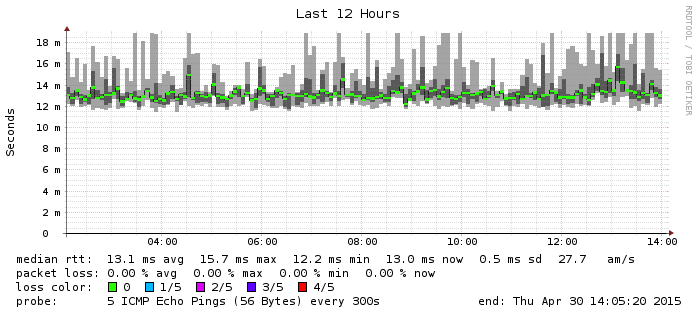 Last 12 Hours
RRDTOOL / TOBI OETIKER
Seconds
18 m
16 m
14 m
12 m
10 m
8 m
6 m
4 m
2 m
0
04:00 06:00 08:00 10:00 12:00 14:00
median rtt: 13.1 ms avg 15.7 ms max 12.2 ms min 13.0 ms now 0.5 ms sd 27.7 am/s
packet loss: 0.00 % avg 0.00 % max 0.00 % min 0.00 % now
loss color: 0 1/5 2/5 3/5 4/5
probe: 5 ICMP Echo Pings (56 Bytes) every 300s end: Thu Apr 30 14:05:20 2015